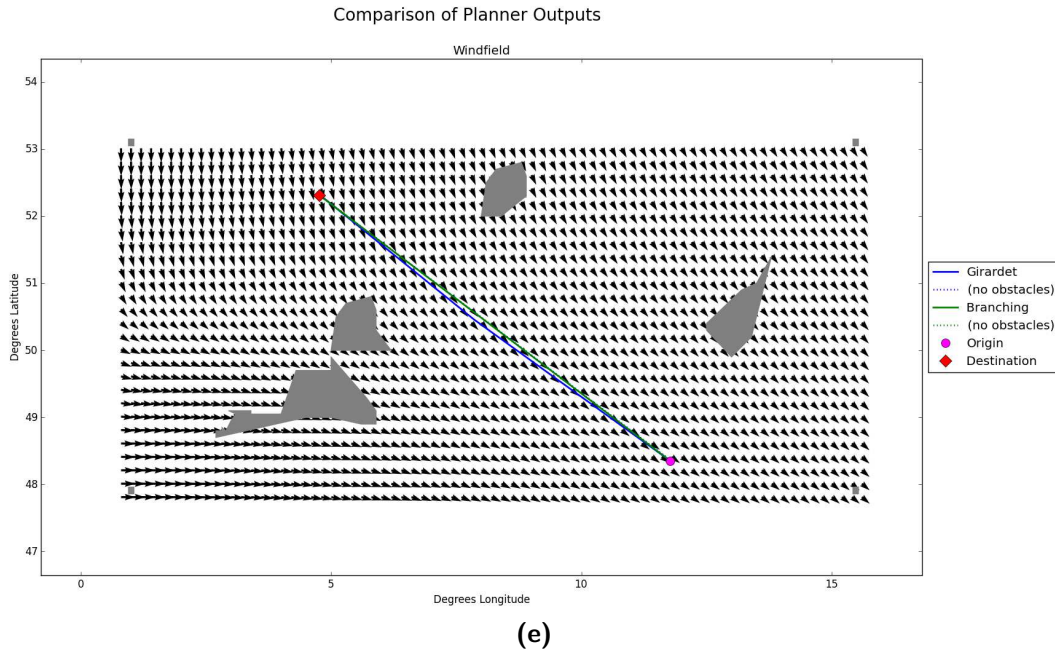 Comparison of Planner Outputs
Windfield
54
53
52
51
50
49
48
47
Degrees Latitude
0 5 10 15
Degrees Longitude
Girardet
(no obstacles)
Branching
(no obstacles)
Origin
Destination
(e)